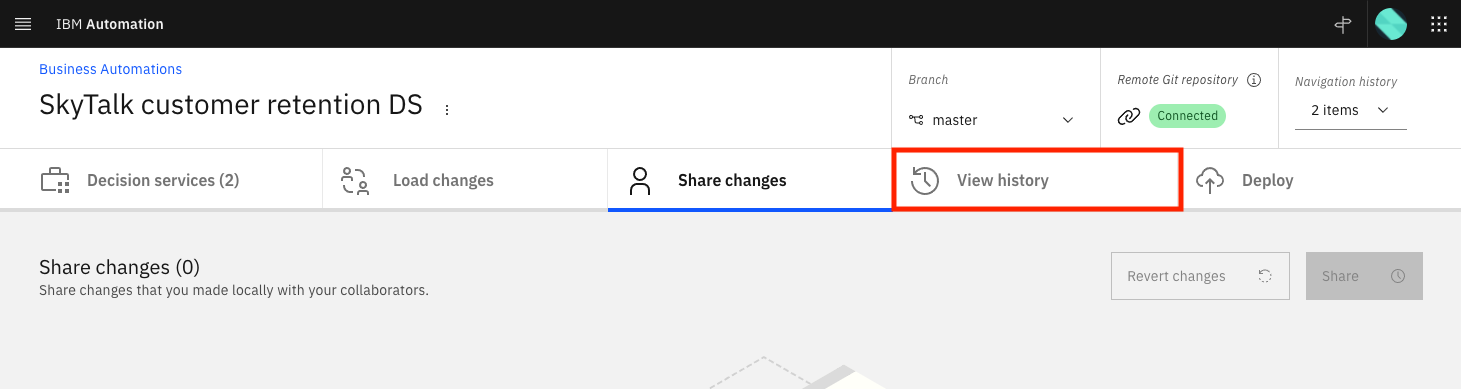 IBM Automation
Business Automations
SkyTalk customer retention DS
Branch
master
Remote Git repository
Connected
Navigation history
2 items
Decision services (2)
Load changes
Share changes
View history
Deploy
Share changes (0)
Share changes that you made locally with your collaborators.
Revert changes
Share